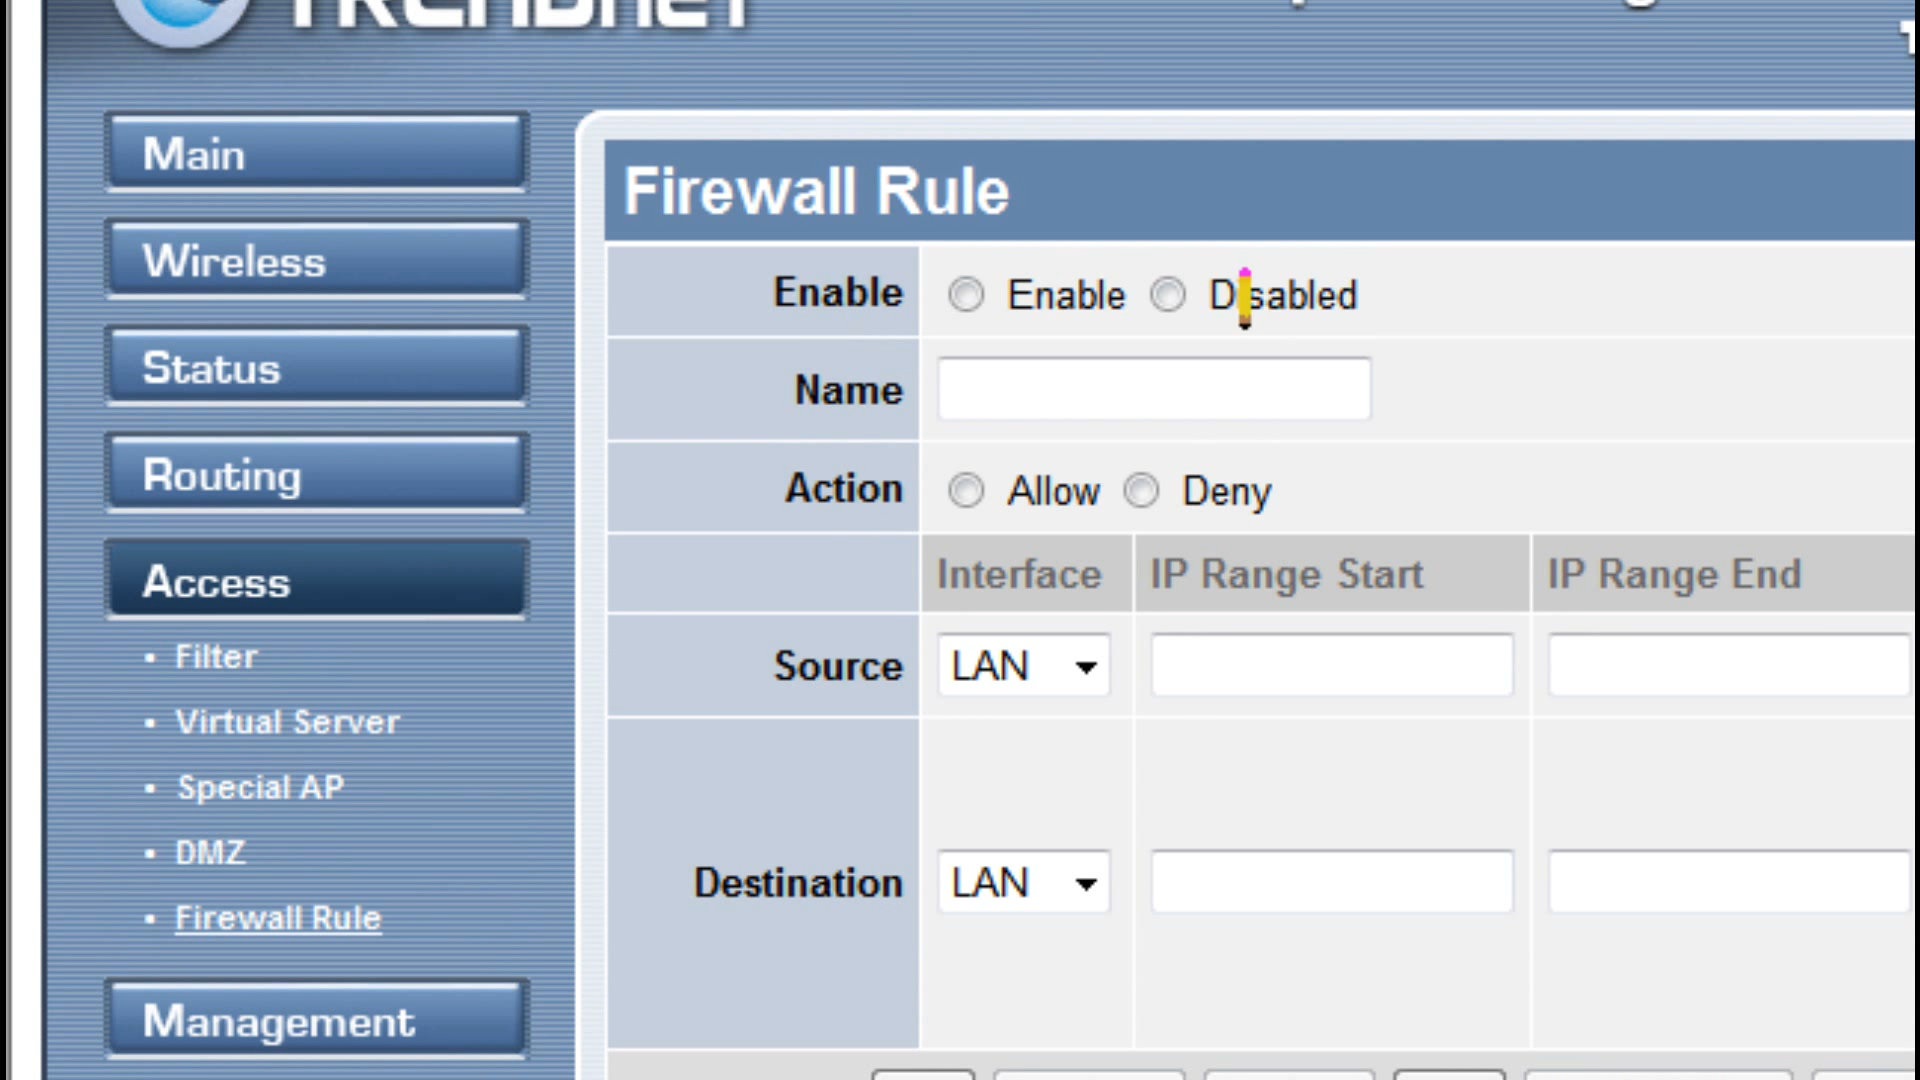 TRENDNET
Main
Wireless
Status
Routing
Access
Filter
Virtual Server
Special AP
DMZ
Firewall Rule
Management
Firewall Rule
Enable Enable Disabled
Name
Action Allow Deny
Interface IP Range Start IP Range End
Source LAN
Destination LAN